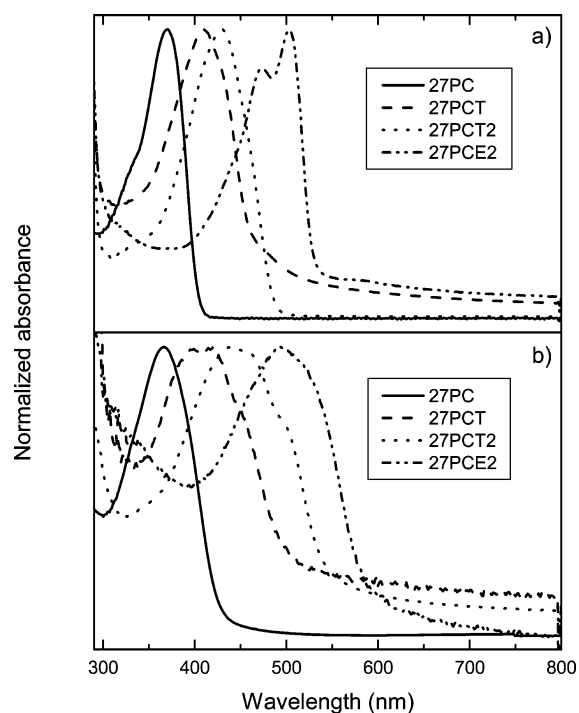 a)
27PC
27PCT
27PCT2
27PCE2
Normalized absorbance
b)
27PC
27PCT
27PCT2
27PCE2
300 400 500 600 700 800
Wavelength (nm)